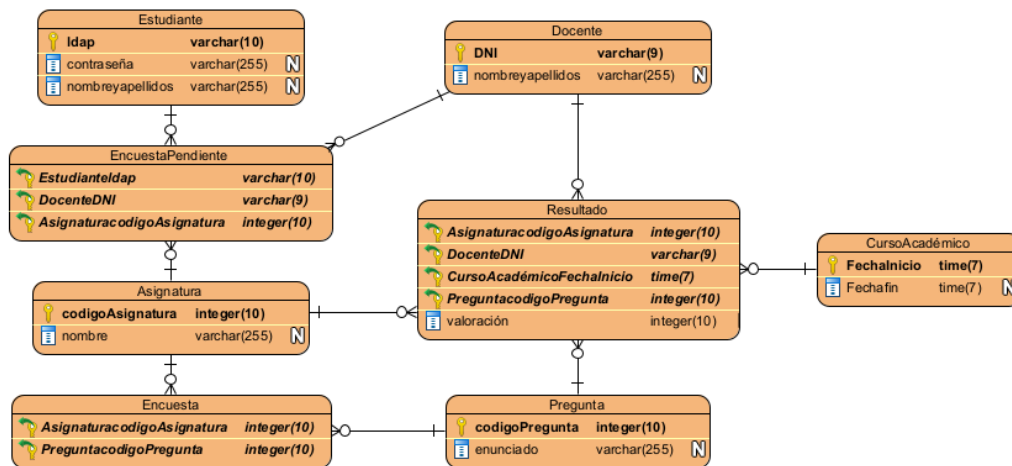 Estudiante
ldap varchar(10)
contraseña varchar(255) N
nombreyapellidos varchar(255) N
Docente
DNI varchar(9)
nombreyapellidos varchar(255) N
EncuestaPendiente
Estudianteldap varchar(10)
DocenteDNI varchar(9)
AsignaturacodigoAsignatura integer(10)
Resultado
AsignaturacodigoAsignatura integer(10)
DocenteDNI varchar(9)
CursoAcadémicoFechaInicio time(7)
PreguntacodigoPregunta integer(10)
valoración integer(10)
CursoAcadémico
FechaInicio time(7)
Fechafin time(7) N
Asignatura
codigoAsignatura integer(10)
nombre varchar(255) N
Encuesta
AsignaturacodigoAsignatura integer(10)
PreguntacodigoPregunta integer(10)
Pregunta
codigoPregunta integer(10)
enunciado varchar(255) N